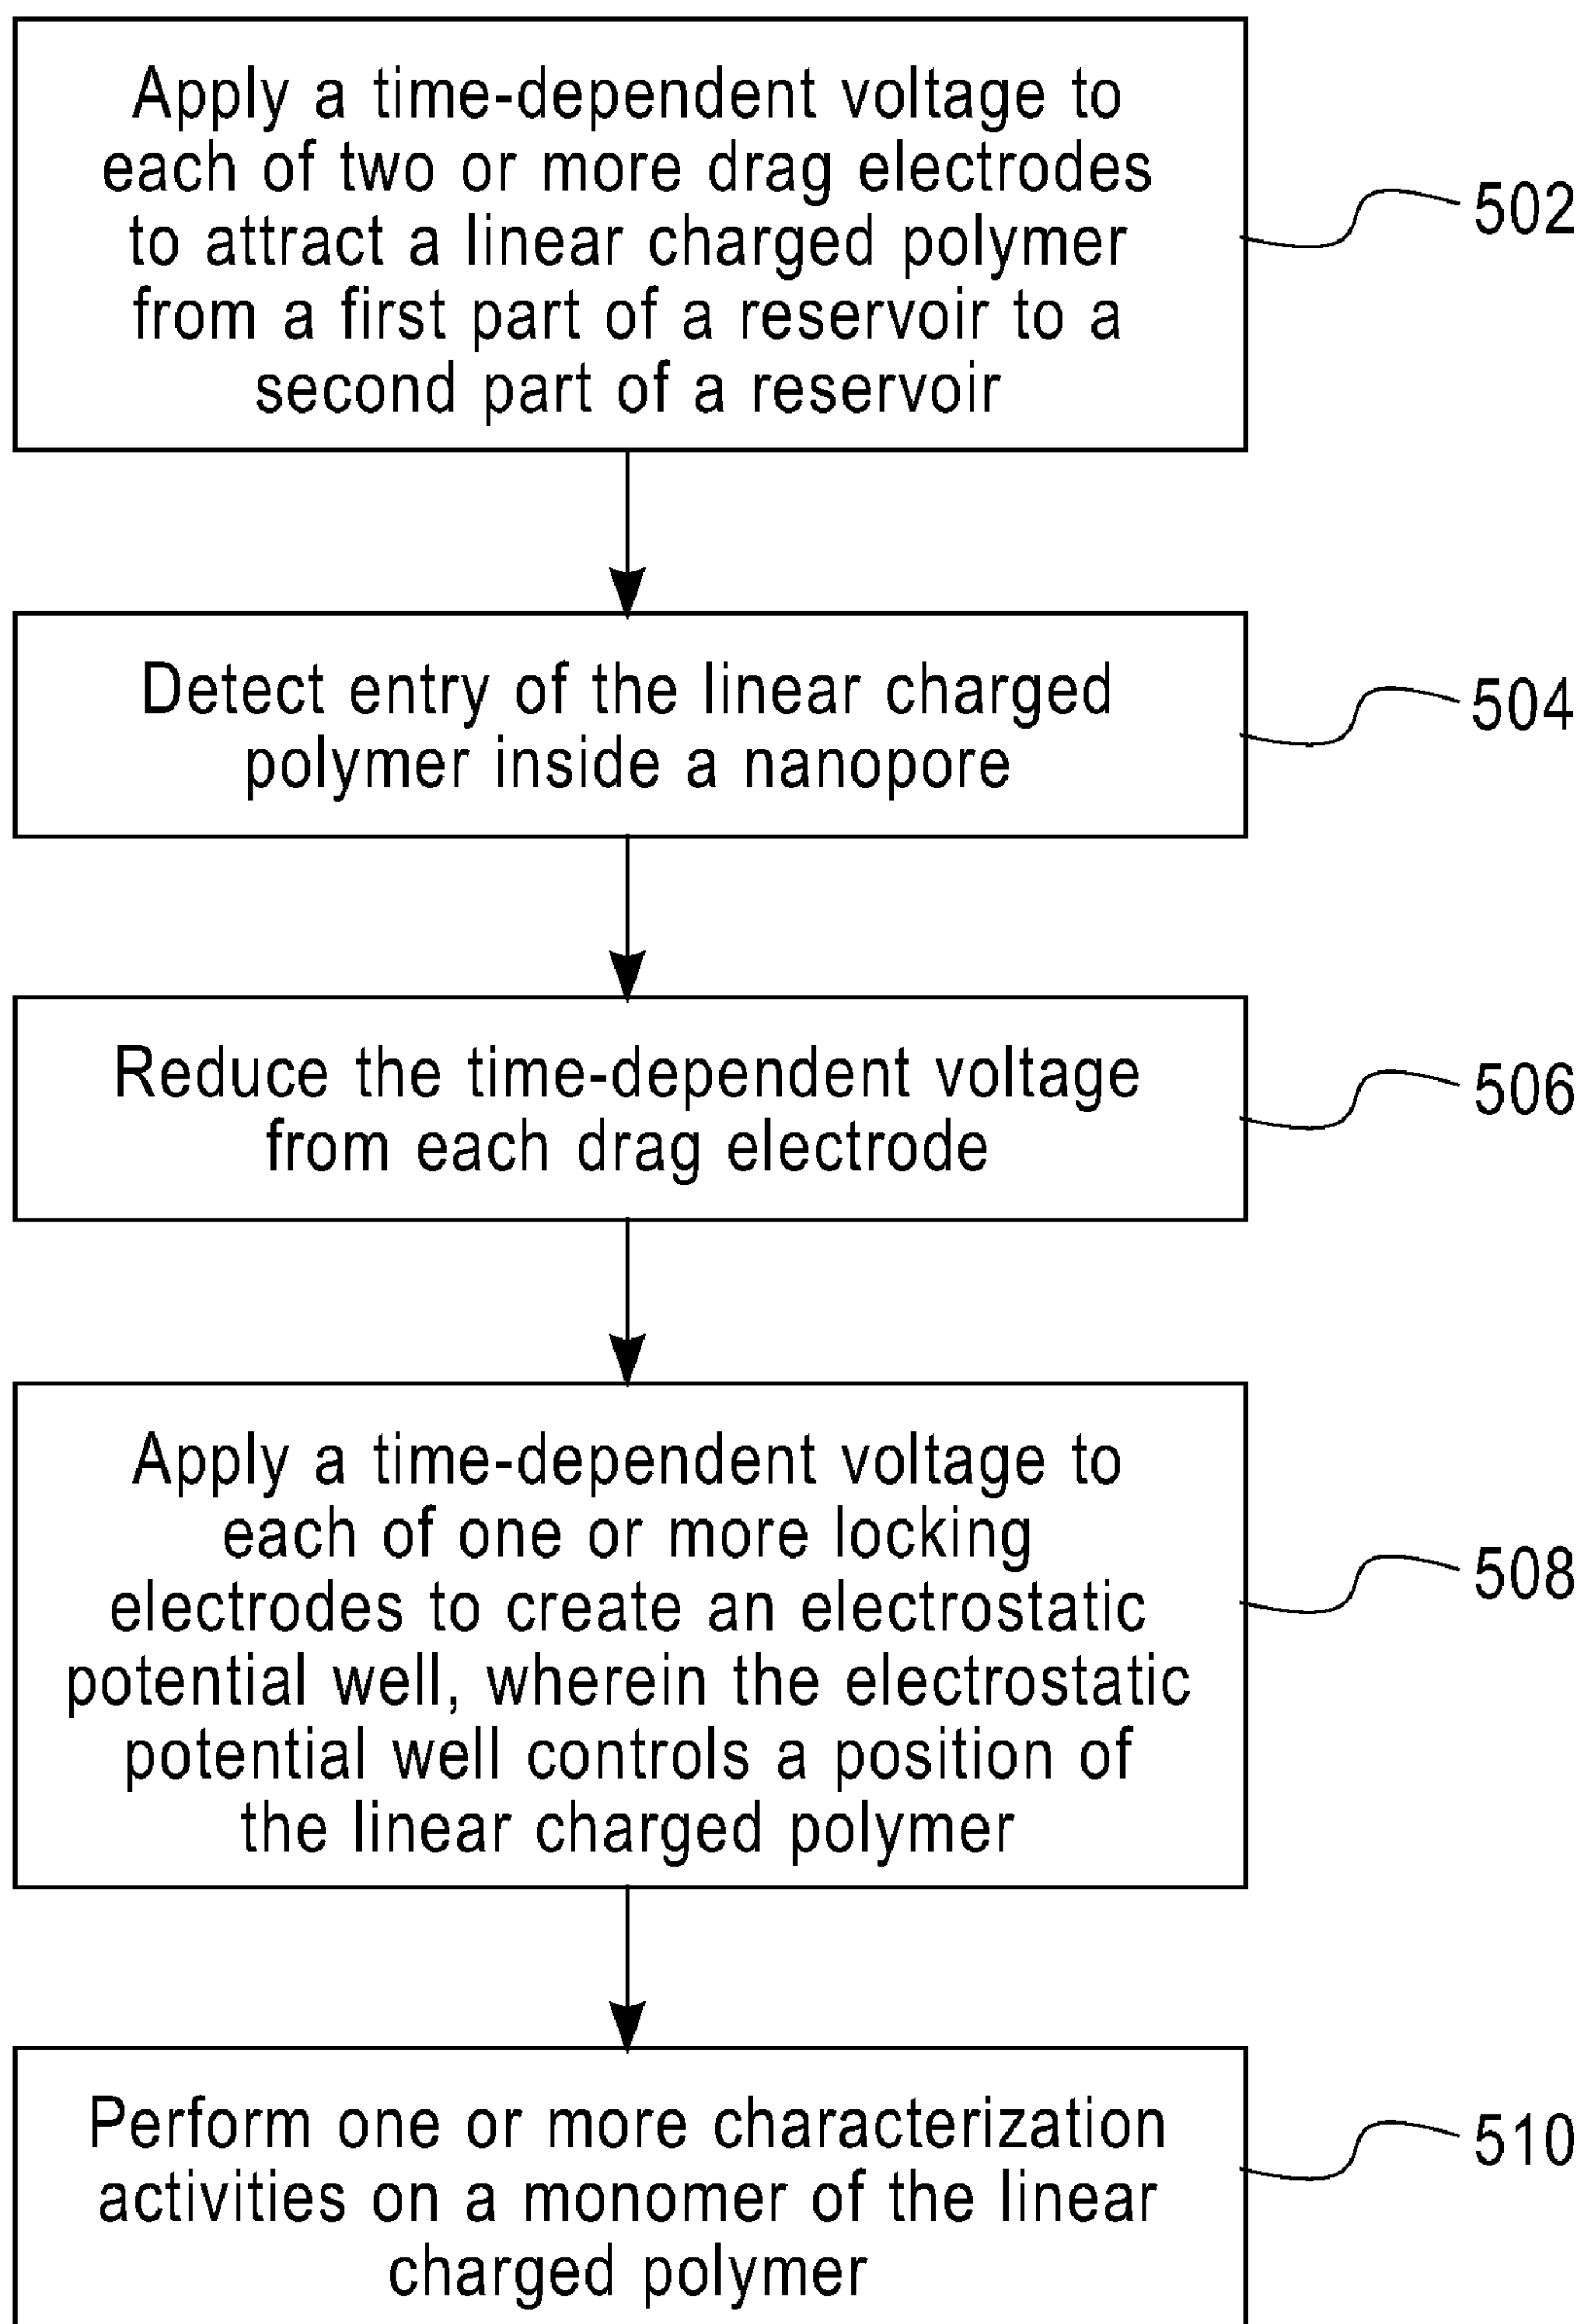 Apply a time-dependent voltage to
each of two or more drag electrodes
to attract a linear charged polymer
from a first part of a reservoir to a
second part of a reservoir
502
Detect entry of the linear charged
polymer inside a nanopore
504
Reduce the time-dependent voltage
from each drag electrode
506
Apply a time-dependent voltage to
each of one or more locking
electrodes to create an electrostatic
potential well, wherein the electrostatic
potential well controls a position of
the linear charged polymer
508
Perform one or more characterization
activities on a monomer of the linear
charged polymer
510